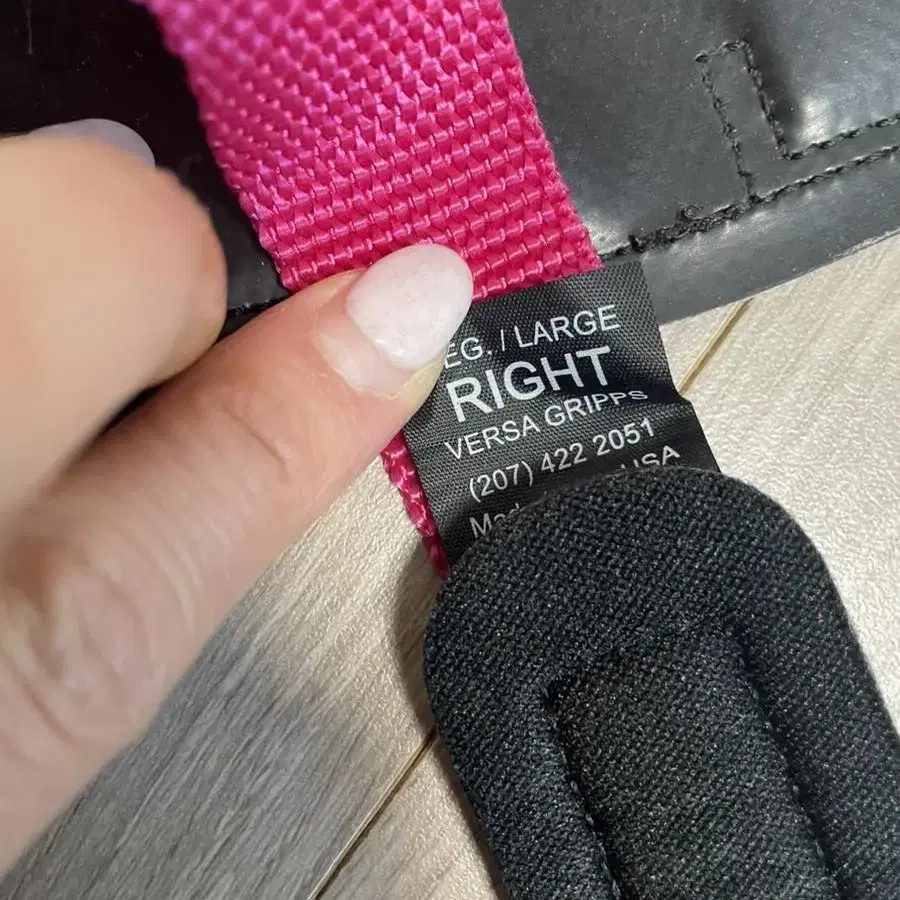 EG. / LARGE
RIGHT
VERSA GRIPPS
(207) 422 2051
USA